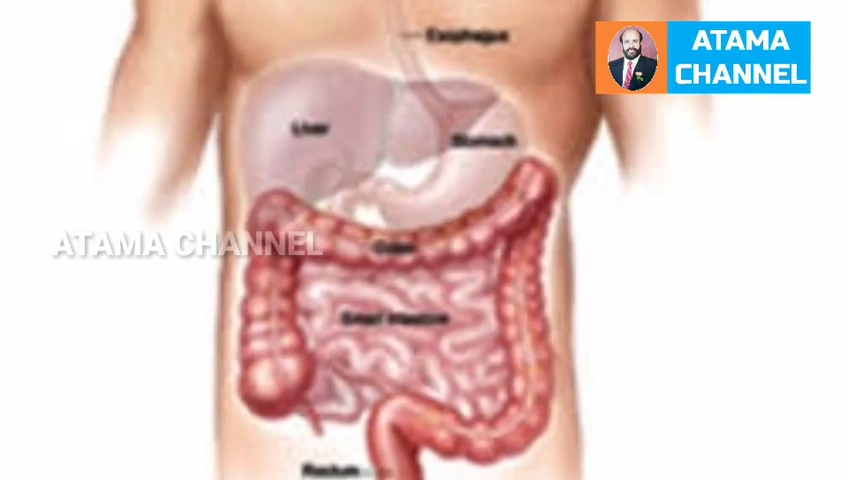 ATAMA
CHANNEL
Esophagus
Liver
Stomach
ATAMA CHANNEL
Colon
Small Intestine
Rectum